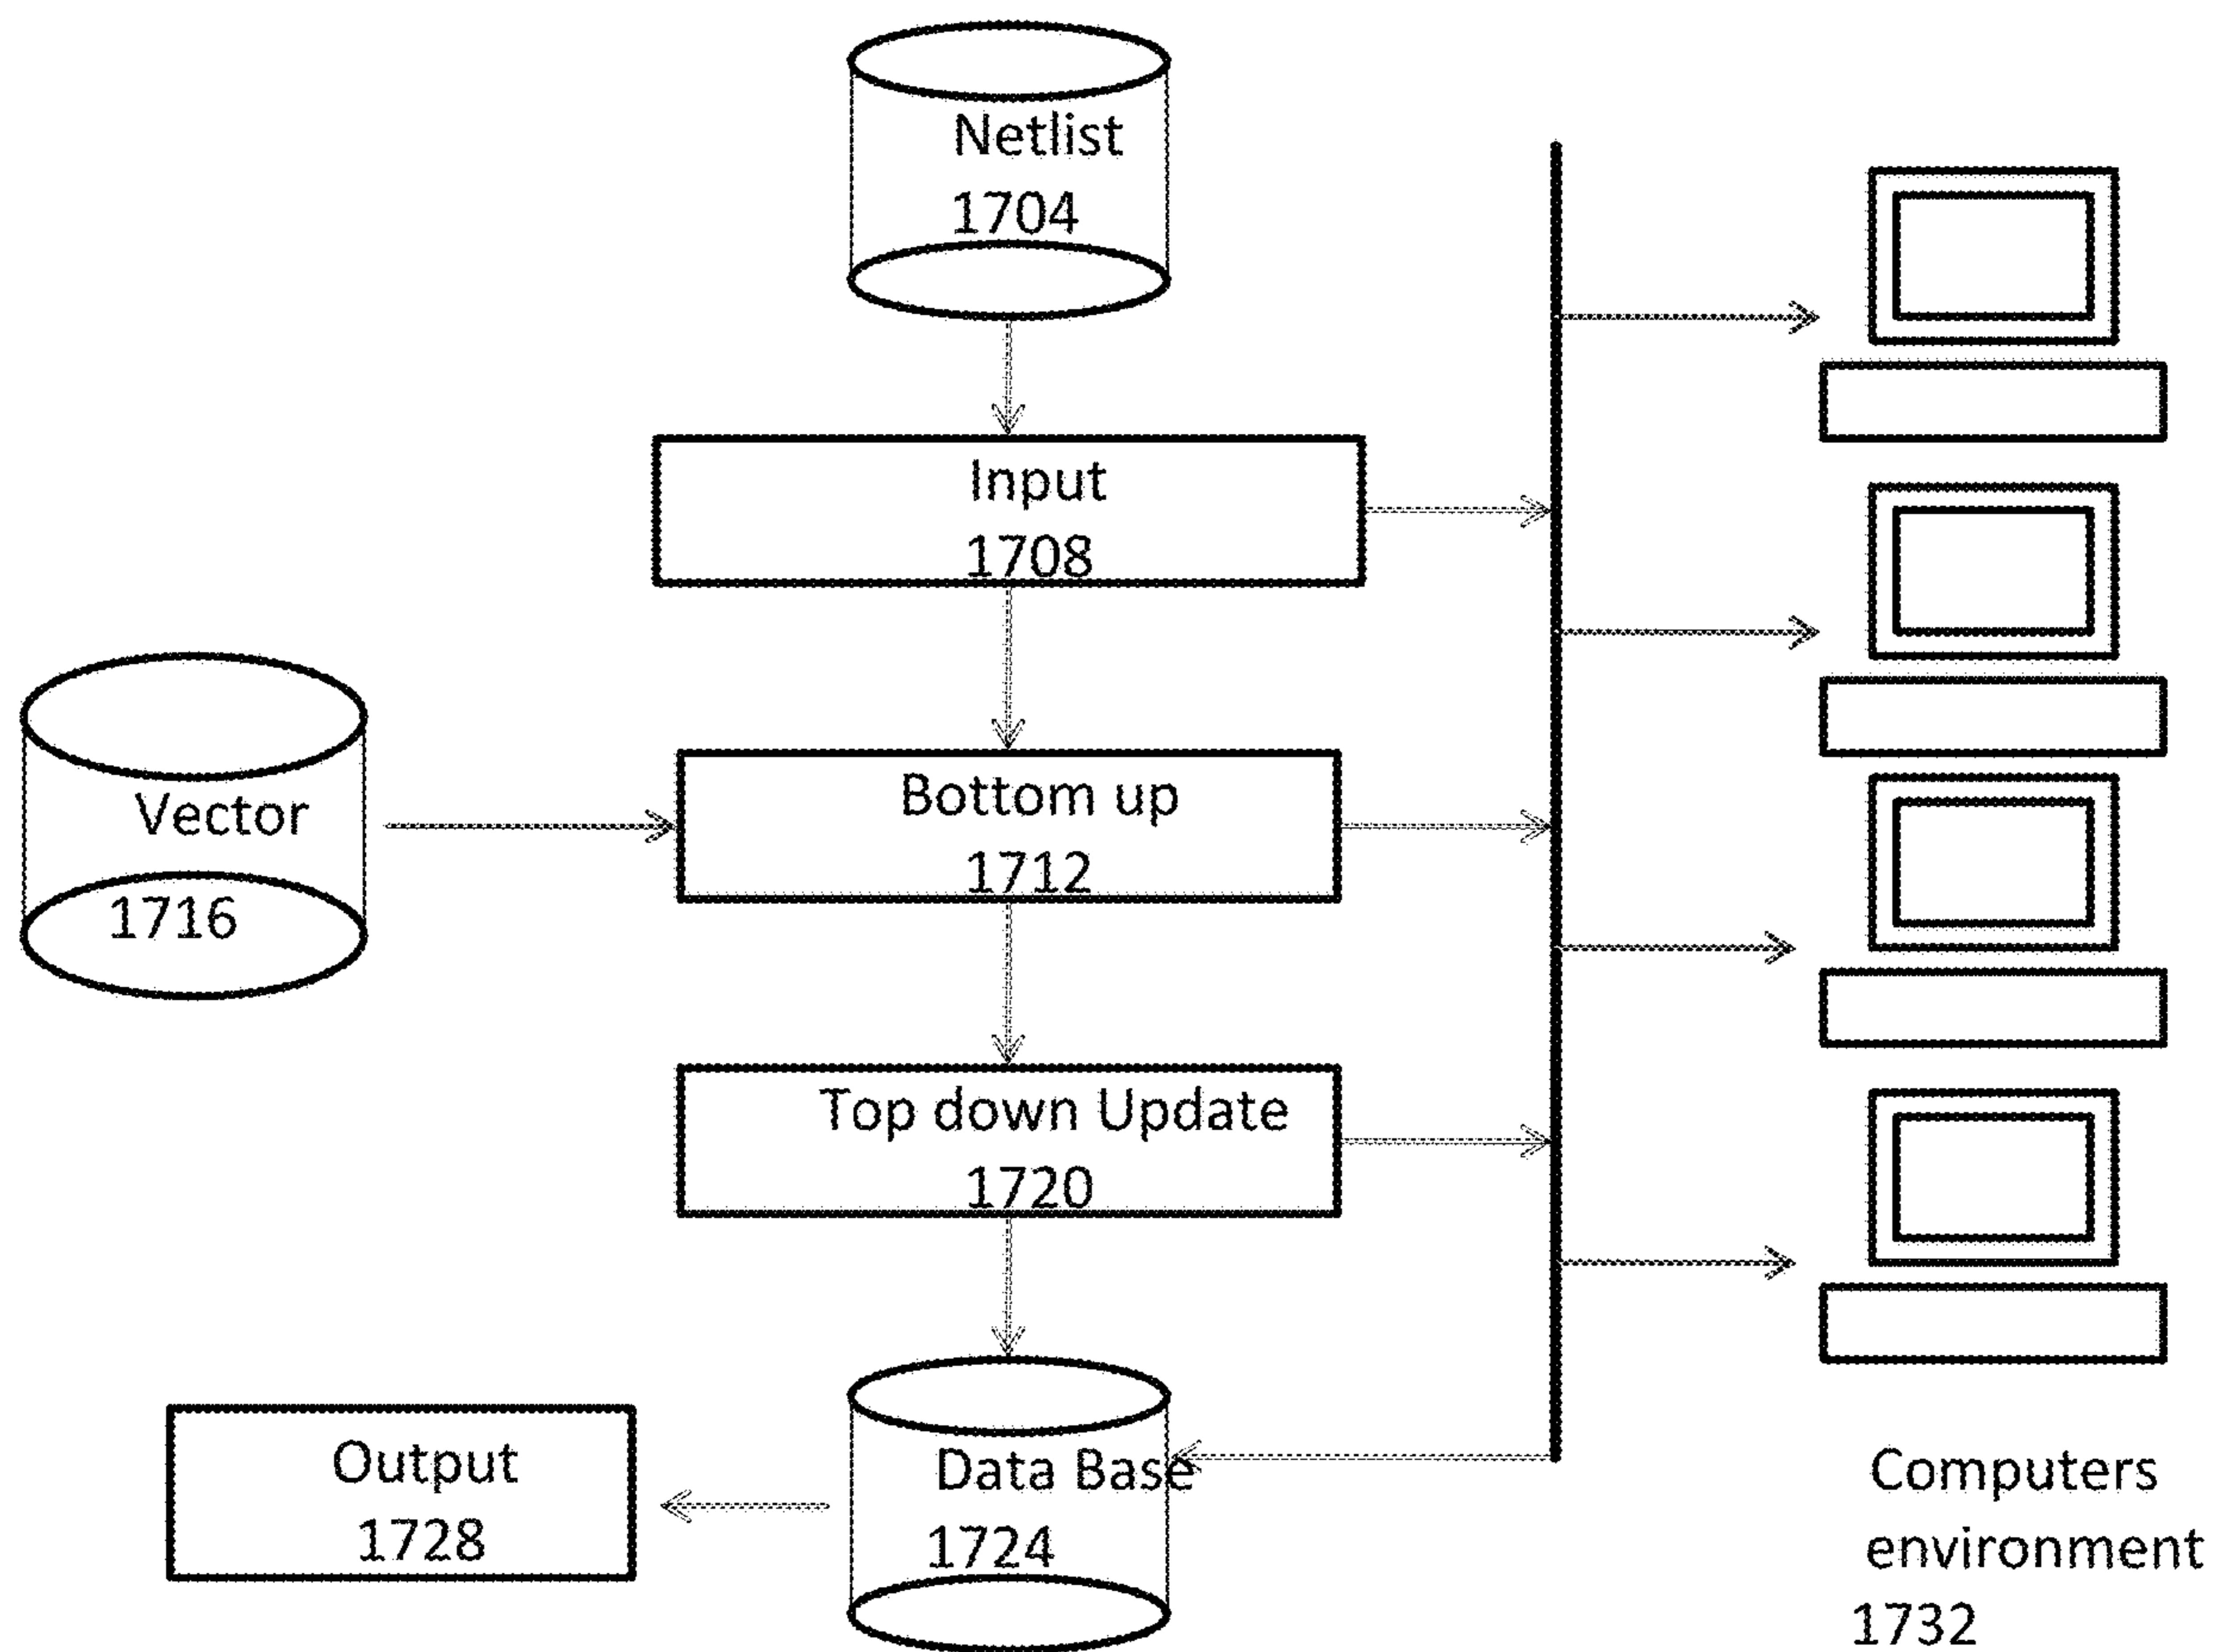 Netlist
1704
Input
1708
Vector
1716
Bottom up
1712
Top down Update
1720
Output
1728
Data Base
1724
Computers
environment
1732